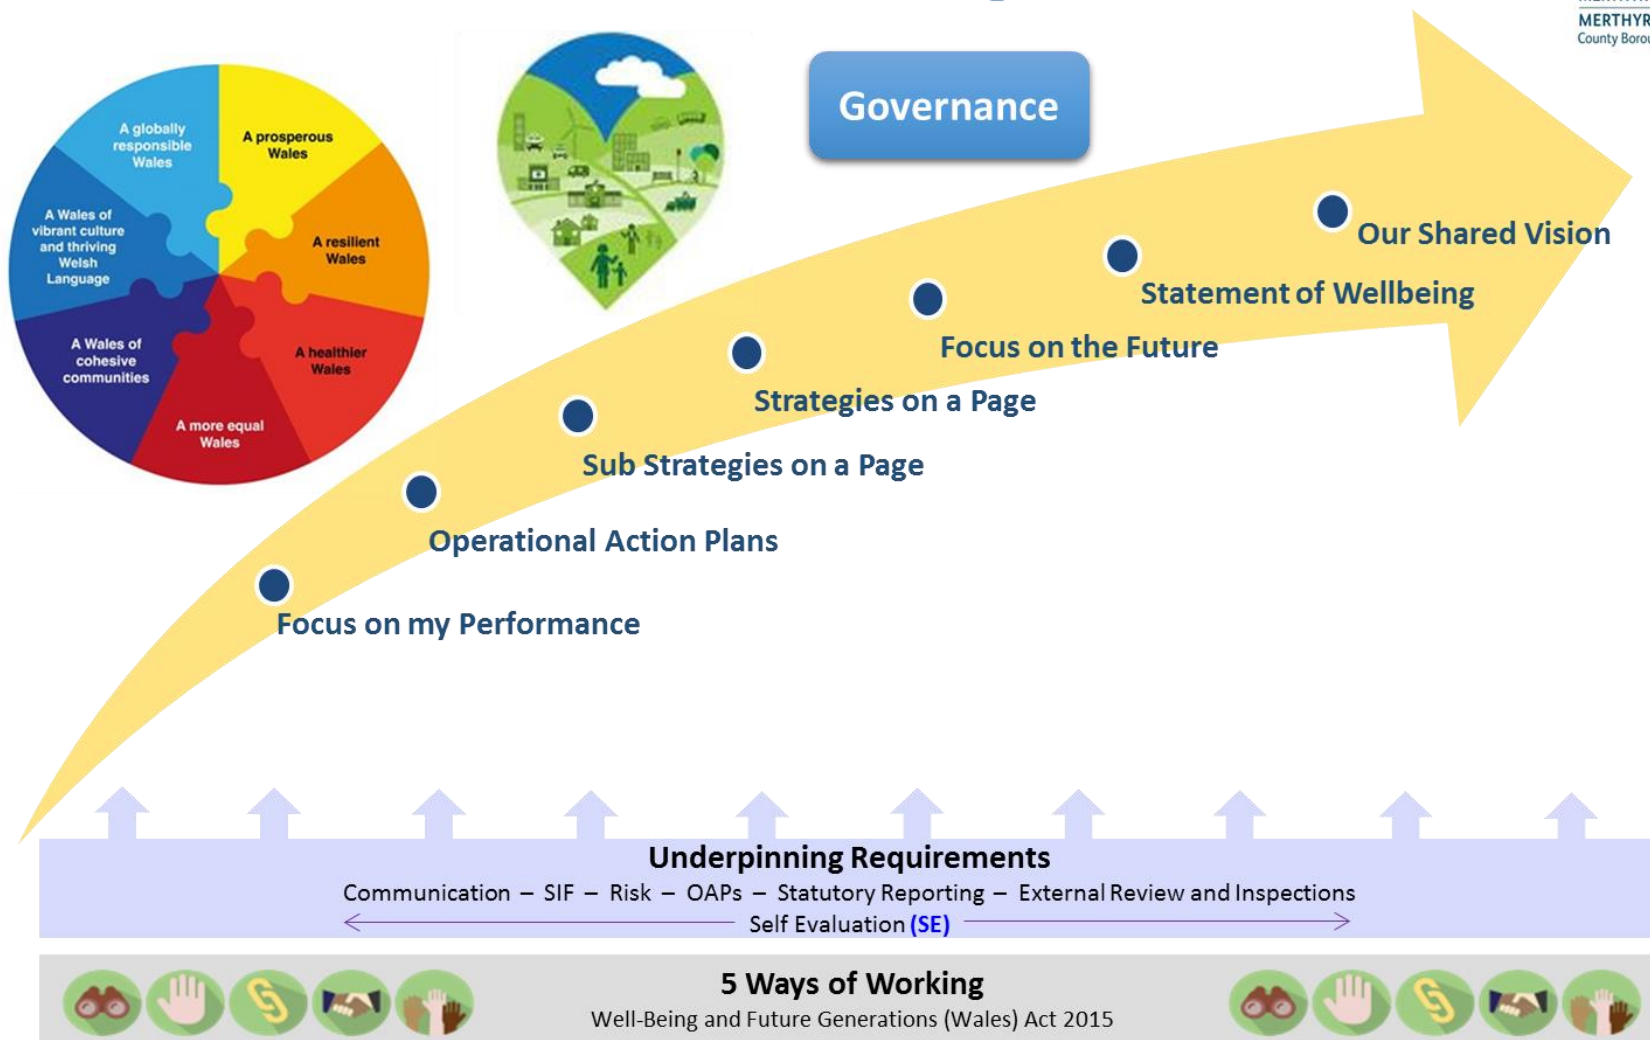 MERTHYR
County Borou
Governance
A globally
responsible
Wales
A prosperous
Wales
A Wales of
vibrant culture
and thriving
Welsh
Language
A resilient
Wales
A Wales of
cohesive
communities
A healthier
Wales
A more equal
Wales
Our Shared Vision
Statement of Wellbeing
Focus on the Future
Strategies on a Page
Sub Strategies on a Page
Operational Action Plans
Focus on my Performance
Underpinning Requirements
Communication – SIF – Risk – OAPs – Statutory Reporting – External Review and Inspections
Self Evaluation (SE)
5 Ways of Working
Well-Being and Future Generations (Wales) Act 2015